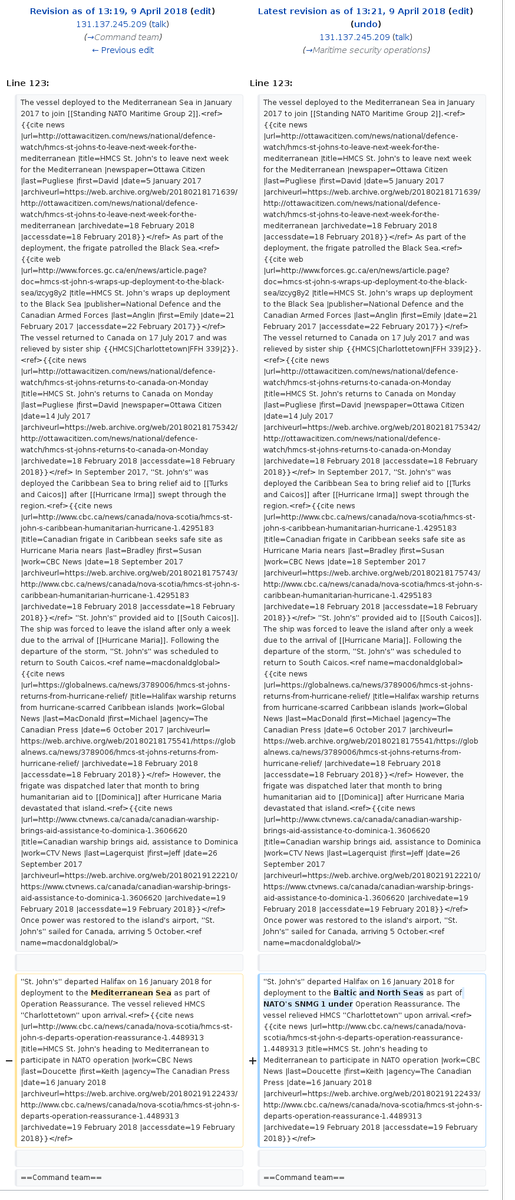 Revision as of 13:19, 9 April 2018 (edit)
131.137.245.209 (talk)
(→Command team)
← Previous edit
Latest revision as of 13:21, 9 April 2018 (edit)
(undo)
131.137.245.209 (talk)
(→Maritime security operations)
Line 123:
The vessel deployed to the Mediterranean Sea in January
2017 to join [[Standing NATO Maritime Group 2]].<ref>
{{cite news
|url=http://ottawacitizen.com/news/national/defence-
watch/hmcs-st-johns-to-leave-next-week-for-the-
mediterranean |title=HMCS St. John's to leave next week
for the Mediterranean |newspaper=Ottawa Citizen
|last=Pugliese |first=David |date=5 January 2017
|archiveurl=https://web.archive.org/web/20180218171639/
http://ottawacitizen.com/news/national/defence-
watch/hmcs-st-johns-to-leave-next-week-for-the-
mediterranean |archivedate=18 February 2018
|accessdate=18 February 2018}}</ref> As part of the
deployment, the frigate patrolled the Black Sea.<ref>
{{cite web
|url=http://www.forces.gc.ca/en/news/article.page?
doc=hmcs-st-john-s-wraps-up-deployment-to-the-black-
sea/izcyg8y2 |title=HMCS St. John's wraps up deployment
to the Black Sea |publisher=National Defence and the
Canadian Armed Forces |last=Anglin |first=Emily |date=21
February 2017 |accessdate=22 February 2017}}</ref>
The vessel returned to Canada on 17 July 2017 and was
relieved by sister ship {{HMCS|Charlottetown|FFH 339|2}}.
<ref>{{cite news
|url=http://ottawacitizen.com/news/national/defence-
watch/hmcs-st-johns-returns-to-canada-on-Monday
|title=HMCS St. John's returns to Canada on Monday
|last=Pugliese |first=David |newspaper=Ottawa Citizen
|date=14 July 2017
|archiveurl=https://web.archive.org/web/20180218175342/
http://ottawacitizen.com/news/national/defence-
watch/hmcs-st-johns-returns-to-canada-on-Monday
|archivedate=18 February 2018 |accessdate=18 February
2018}}</ref> In September 2017, ''St. John's'' was
deployed the Caribbean Sea to bring relief aid to [[Turks
and Caicos]] after [[Hurricane Irma]] swept through the
region.<ref>{{cite news
|url=http://www.cbc.ca/news/canada/nova-scotia/hmcs-st-
john-s-caribbean-humanitarian-hurricane-1.4295183
|title=Canadian frigate in Caribbean seeks safe site as
Hurricane Maria nears |last=Bradley |first=Susan
|work=CBC News |date=18 September 2017
|archiveurl=https://web.archive.org/web/20180218175743/
http://www.cbc.ca/news/canada/nova-scotia/hmcs-st-john-s-
caribbean-humanitarian-hurricane-1.4295183
|archivedate=18 February 2018 |accessdate=18 February
2018}}</ref> ''St. John's'' provided aid to [[South Caicos]].
The ship was forced to leave the island after only a week
due to the arrival of [[Hurricane Maria]]. Following the
departure of the storm, ''St. John's'' was scheduled to
return to South Caicos.<ref name=macdonaldglobal>
{{cite news
|url=https://globalnews.ca/news/3789006/hmcs-st-johns-
returns-from-hurricane-relief/ |title=Halifax warship returns
from hurricane-scarred Caribbean islands |work=Global
News |last=MacDonald |first=Michael |agency=The
Canadian Press |date=6 October 2017 |archiveurl=
https://web.archive.org/web/20180218175541/https://glob
alnews.ca/news/3789006/hmcs-st-johns-returns-from-
hurricane-relief/ |archivedate=18 February 2018
|accessdate=18 February 2018}}</ref> However, the
frigate was dispatched later that month to bring
humanitarian aid to [[Dominica]] after Hurricane Maria
devastated that island.<ref>{{cite news
|url=http://www.ctvnews.ca/canada/canadian-warship-
brings-aid-assistance-to-dominica-1.3606620
|title=Canadian warship brings aid, assistance to Dominica
|work=CTV News |last=Lagerquist |first=Jeff |date=26
September 2017
|archiveurl=https://web.archive.org/web/20180219122210/
https://www.ctvnews.ca/canada/canadian-warship-brings-
aid-assistance-to-dominica-1.3606620 |archivedate=19
February 2018 |accessdate=19 February 2018}}</ref>
Once power was restored to the island's airport, ''St.
John's'' sailed for Canada, arriving 5 October.<ref
name=macdonaldglobal/>
−
''St. John's'' departed Halifax on 16 January 2018 for
deployment to the Mediterranean Sea as part of
Operation Reassurance. The vessel relieved HMCS
''Charlottetown'' upon arrival.<ref>{{cite news
|url=http://www.cbc.ca/news/canada/nova-scotia/hmcs-st-
john-s-departs-operation-reassurance-1.4489313
|title=HMCS St. John's heading to Mediterranean to
participate in NATO operation |work=CBC News
|last=Doucette |first=Keith |agency=The Canadian Press
|date=16 January 2018
|archiveurl=https://web.archive.org/web/20180219122433/
http://www.cbc.ca/news/canada/nova-scotia/hmcs-st-john-s-
departs-operation-reassurance-1.4489313
|archivedate=19 February 2018 |accessdate=19 February
2018}}</ref>
==Command team==
Line 123:
The vessel deployed to the Mediterranean Sea in January
2017 to join [[Standing NATO Maritime Group 2]].<ref>
{{cite news
|url=http://ottawacitizen.com/news/national/defence-
watch/hmcs-st-johns-to-leave-next-week-for-the-
mediterranean |title=HMCS St. John's to leave next week
for the Mediterranean |newspaper=Ottawa Citizen
|last=Pugliese |first=David |date=5 January 2017
|archiveurl=https://web.archive.org/web/20180218171639/
http://ottawacitizen.com/news/national/defence-
watch/hmcs-st-johns-to-leave-next-week-for-the-
mediterranean |archivedate=18 February 2018
|accessdate=18 February 2018}}</ref> As part of the
deployment, the frigate patrolled the Black Sea.<ref>
{{cite web
|url=http://www.forces.gc.ca/en/news/article.page?
doc=hmcs-st-john-s-wraps-up-deployment-to-the-black-
sea/izcyg8y2 |title=HMCS St. John's wraps up deployment
to the Black Sea |publisher=National Defence and the
Canadian Armed Forces |last=Anglin |first=Emily |date=21
February 2017 |accessdate=22 February 2017}}</ref>
The vessel returned to Canada on 17 July 2017 and was
relieved by sister ship {{HMCS|Charlottetown|FFH 339|2}}.
<ref>{{cite news
|url=http://ottawacitizen.com/news/national/defence-
watch/hmcs-st-johns-returns-to-canada-on-Monday
|title=HMCS St. John's returns to Canada on Monday
|last=Pugliese |first=David |newspaper=Ottawa Citizen
|date=14 July 2017
|archiveurl=https://web.archive.org/web/20180218175342/
http://ottawacitizen.com/news/national/defence-
watch/hmcs-st-johns-returns-to-canada-on-Monday
|archivedate=18 February 2018 |accessdate=18 February
2018}}</ref> In September 2017, ''St. John's'' was
deployed the Caribbean Sea to bring relief aid to [[Turks
and Caicos]] after [[Hurricane Irma]] swept through the
region.<ref>{{cite news
|url=http://www.cbc.ca/news/canada/nova-scotia/hmcs-st-
john-s-caribbean-humanitarian-hurricane-1.4295183
|title=Canadian frigate in Caribbean seeks safe site as
Hurricane Maria nears |last=Bradley |first=Susan
|work=CBC News |date=18 September 2017
|archiveurl=https://web.archive.org/web/20180218175743/
http://www.cbc.ca/news/canada/nova-scotia/hmcs-st-john-s-
caribbean-humanitarian-hurricane-1.4295183
|archivedate=18 February 2018 |accessdate=18 February
2018}}</ref> ''St. John's'' provided aid to [[South Caicos]].
The ship was forced to leave the island after only a week
due to the arrival of [[Hurricane Maria]]. Following the
departure of the storm, ''St. John's'' was scheduled to
return to South Caicos.<ref name=macdonaldglobal>
{{cite news
|url=https://globalnews.ca/news/3789006/hmcs-st-johns-
returns-from-hurricane-relief/ |title=Halifax warship returns
from hurricane-scarred Caribbean islands |work=Global
News |last=MacDonald |first=Michael |agency=The
Canadian Press |date=6 October 2017 |archiveurl=
https://web.archive.org/web/20180218175541/https://glob
alnews.ca/news/3789006/hmcs-st-johns-returns-from-
hurricane-relief/ |archivedate=18 February 2018
|accessdate=18 February 2018}}</ref> However, the
frigate was dispatched later that month to bring
humanitarian aid to [[Dominica]] after Hurricane Maria
devastated that island.<ref>{{cite news
|url=http://www.ctvnews.ca/canada/canadian-warship-
brings-aid-assistance-to-dominica-1.3606620
|title=Canadian warship brings aid, assistance to Dominica
|work=CTV News |last=Lagerquist |first=Jeff |date=26
September 2017
|archiveurl=https://web.archive.org/web/20180219122210/
https://www.ctvnews.ca/canada/canadian-warship-brings-
aid-assistance-to-dominica-1.3606620 |archivedate=19
February 2018 |accessdate=19 February 2018}}</ref>
Once power was restored to the island's airport, ''St.
John's'' sailed for Canada, arriving 5 October.<ref
name=macdonaldglobal/>
+
''St. John's'' departed Halifax on 16 January 2018 for
deployment to the Baltic and North Seas as part of
NATO's SNMG 1 under Operation Reassurance. The
vessel relieved HMCS ''Charlottetown'' upon arrival.<ref>
{{cite news |url=http://www.cbc.ca/news/canada/nova-
scotia/hmcs-st-john-s-departs-operation-reassurance-
1.4489313 |title=HMCS St. John's heading to
Mediterranean to participate in NATO operation |work=CBC
News |last=Doucette |first=Keith |agency=The Canadian
Press |date=16 January 2018
|archiveurl=https://web.archive.org/web/20180219122433/
http://www.cbc.ca/news/canada/nova-scotia/hmcs-st-john-s-
departs-operation-reassurance-1.4489313
|archivedate=19 February 2018 |accessdate=19 February
2018}}</ref>
==Command team==